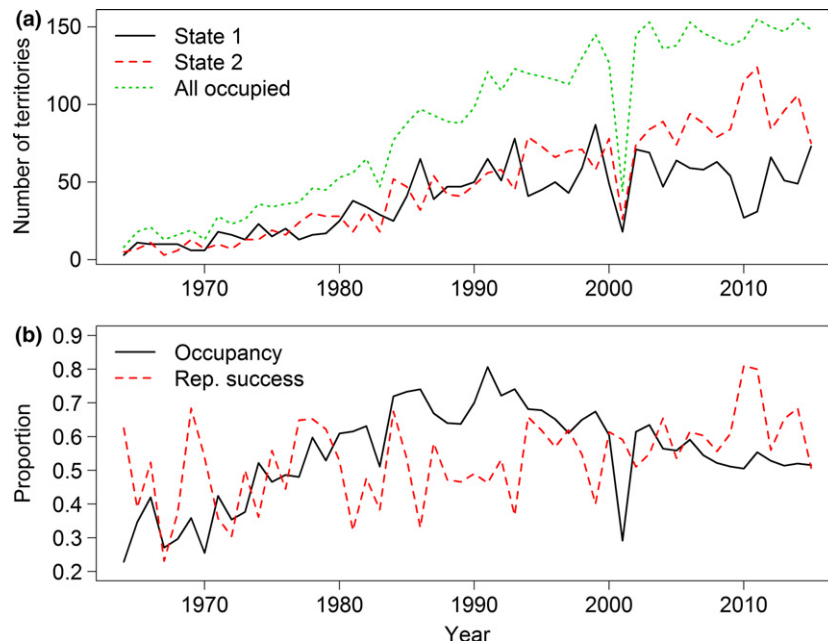 (a)
150
100
50
0
Number of territories
State 1
State 2
All occupied
1970 1980 1990 2000 2010
(b)
0.9
0.8
0.7
0.6
0.5
0.4
0.3
0.2
Proportion
Occupancy
Rep. success
1970 1980 1990 2000 2010
Year